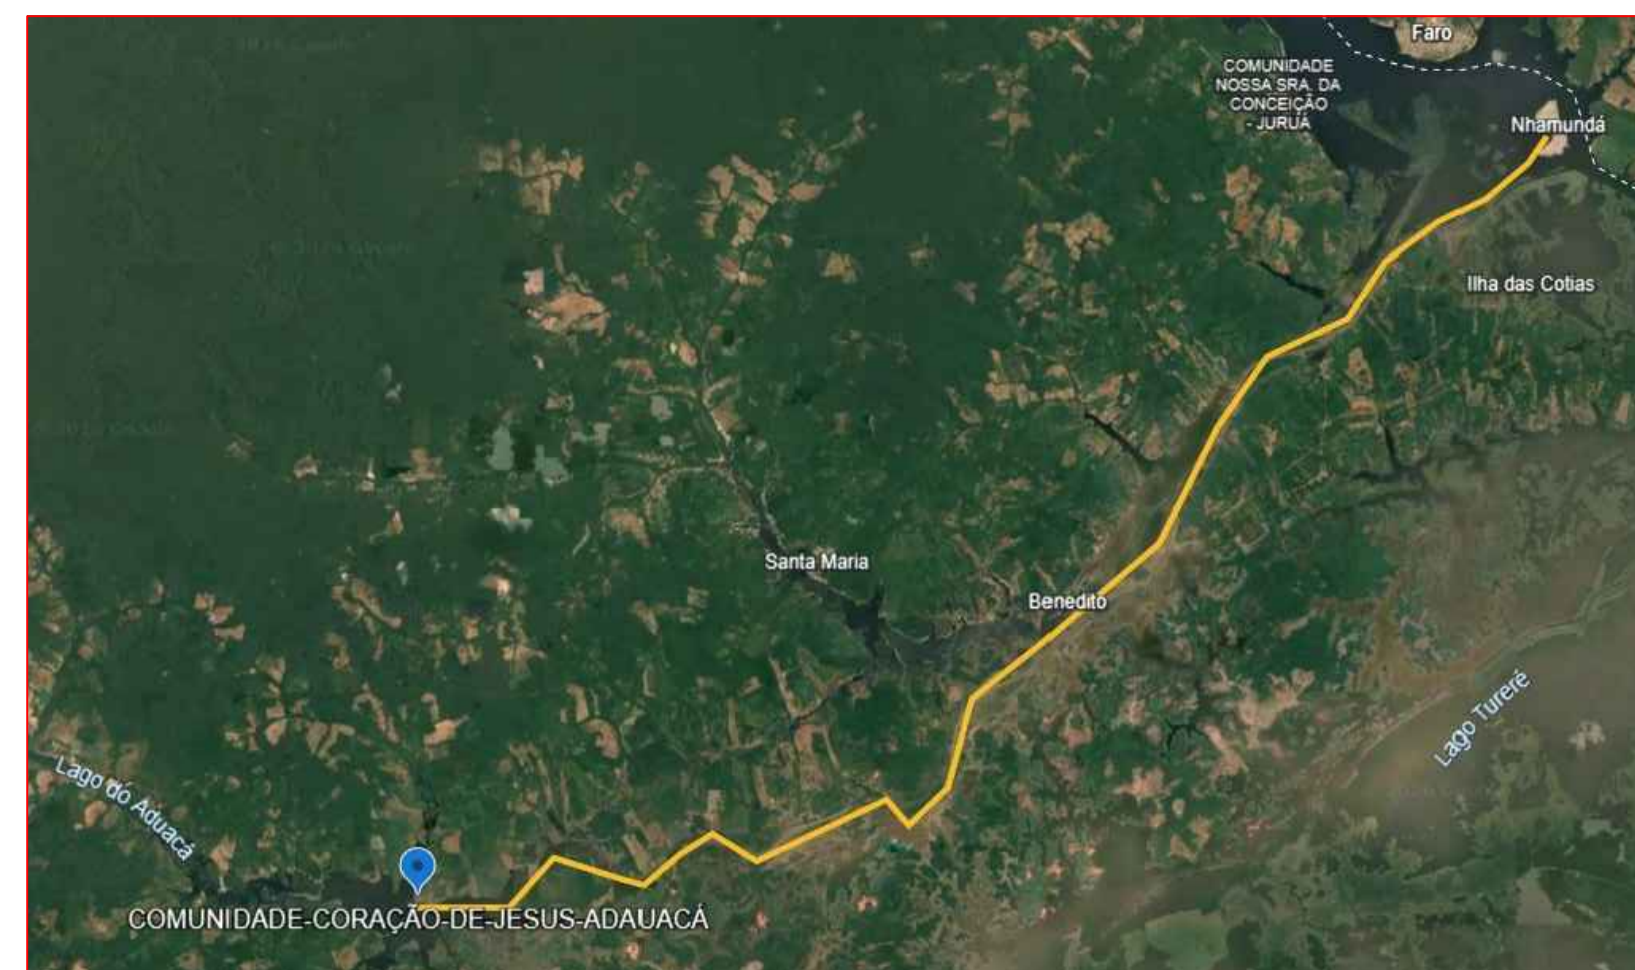 Faro
COMUNIDADE
NOSSA SRA. DA
CONCEIÇÃO
- JURUÁ
Nhamundá
Ilha das Cotias
Santa Maria
Benedito
Lago Tureré
Lago do Aduacá
COMUNIDADE-CORAÇÃO-DE-JESUS-ADAUACÁ